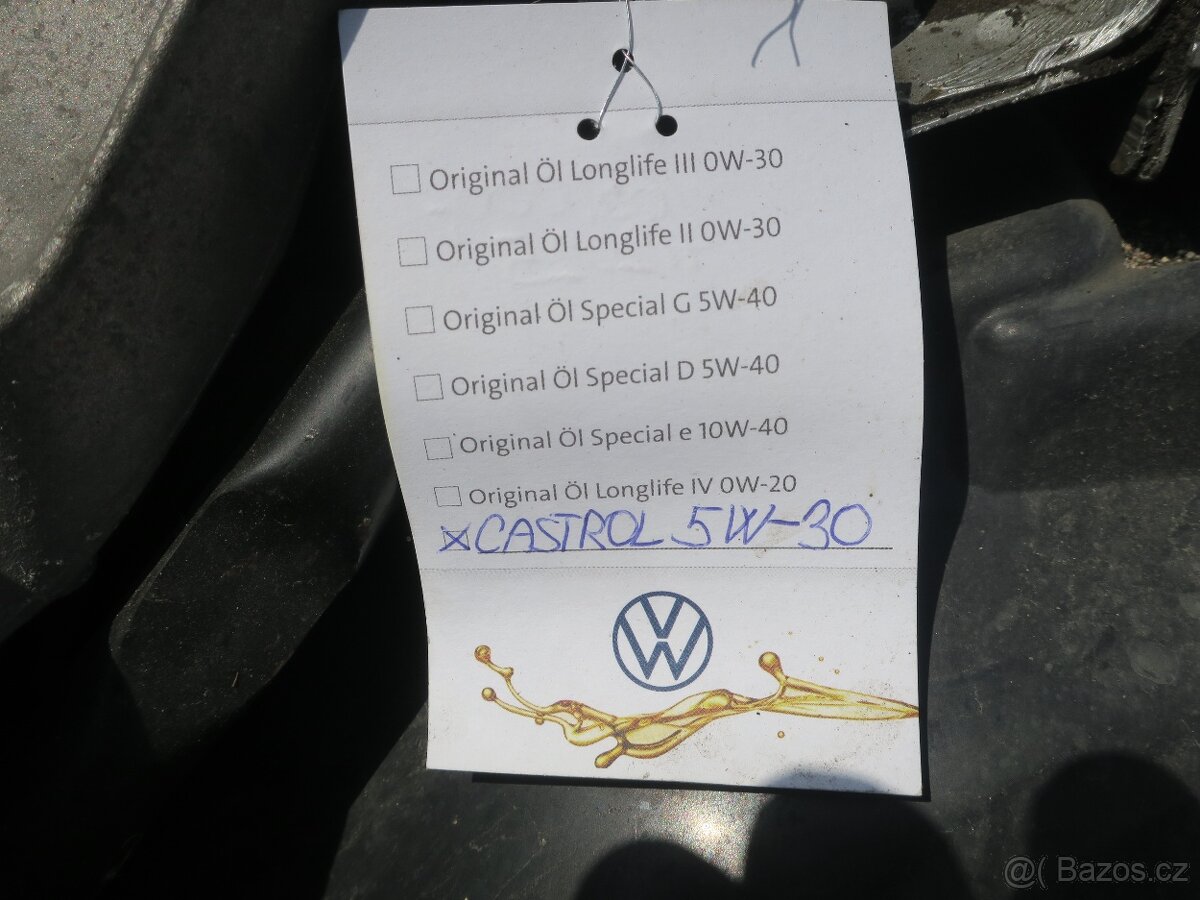 ☐ Original Öl Longlife III 0W-30
☐ Original Öl Longlife II 0W-30
☐ Original Öl Special G 5W-40
☐ Original Öl Special D 5W-40
☐ Original Öl Special e 10W-40
☐ Original Öl Longlife IV 0W-20
☒ CASTROL 5W-30
VW
@( Bazos.cz